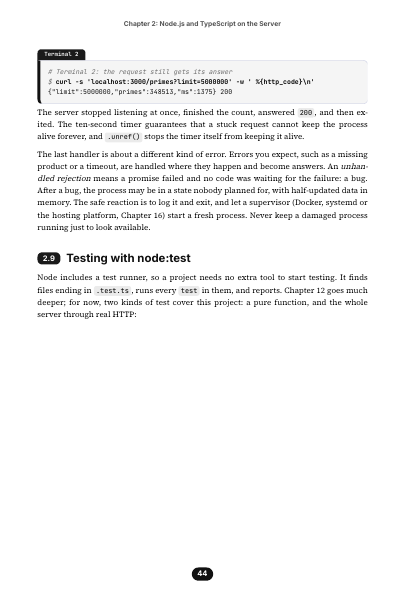 Chapter 2: Node.js and TypeScript on the Server
Terminal 2
# Terminal 2: the request still gets its answer
$ curl -s 'localhost:3000/primes?limit=5000000' -w ' %{http_code}\n'
{"limit":5000000,"primes":348513,"ms":1375} 200
The server stopped listening at once, finished the count, answered 200, and then ex-
ited. The ten-second timer guarantees that a stuck request cannot keep the process
alive forever, and .unref() stops the timer itself from keeping it alive.
The last handler is about a different kind of error. Errors you expect, such as a missing
product or a timeout, are handled where they happen and become answers. An unhan-
dled rejection means a promise failed and no code was waiting for the failure: a bug.
After a bug, the process may be in a state nobody planned for, with half-updated data in
memory. The safe reaction is to log it and exit, and let a supervisor (Docker, systemd or
the hosting platform, Chapter 16) start a fresh process. Never keep a damaged process
running just to look available.
2.9 Testing with node:test
Node includes a test runner, so a project needs no extra tool to start testing. It finds
files ending in .test.ts, runs every test in them, and reports. Chapter 12 goes much
deeper; for now, two kinds of test cover this project: a pure function, and the whole
server through real HTTP:
44